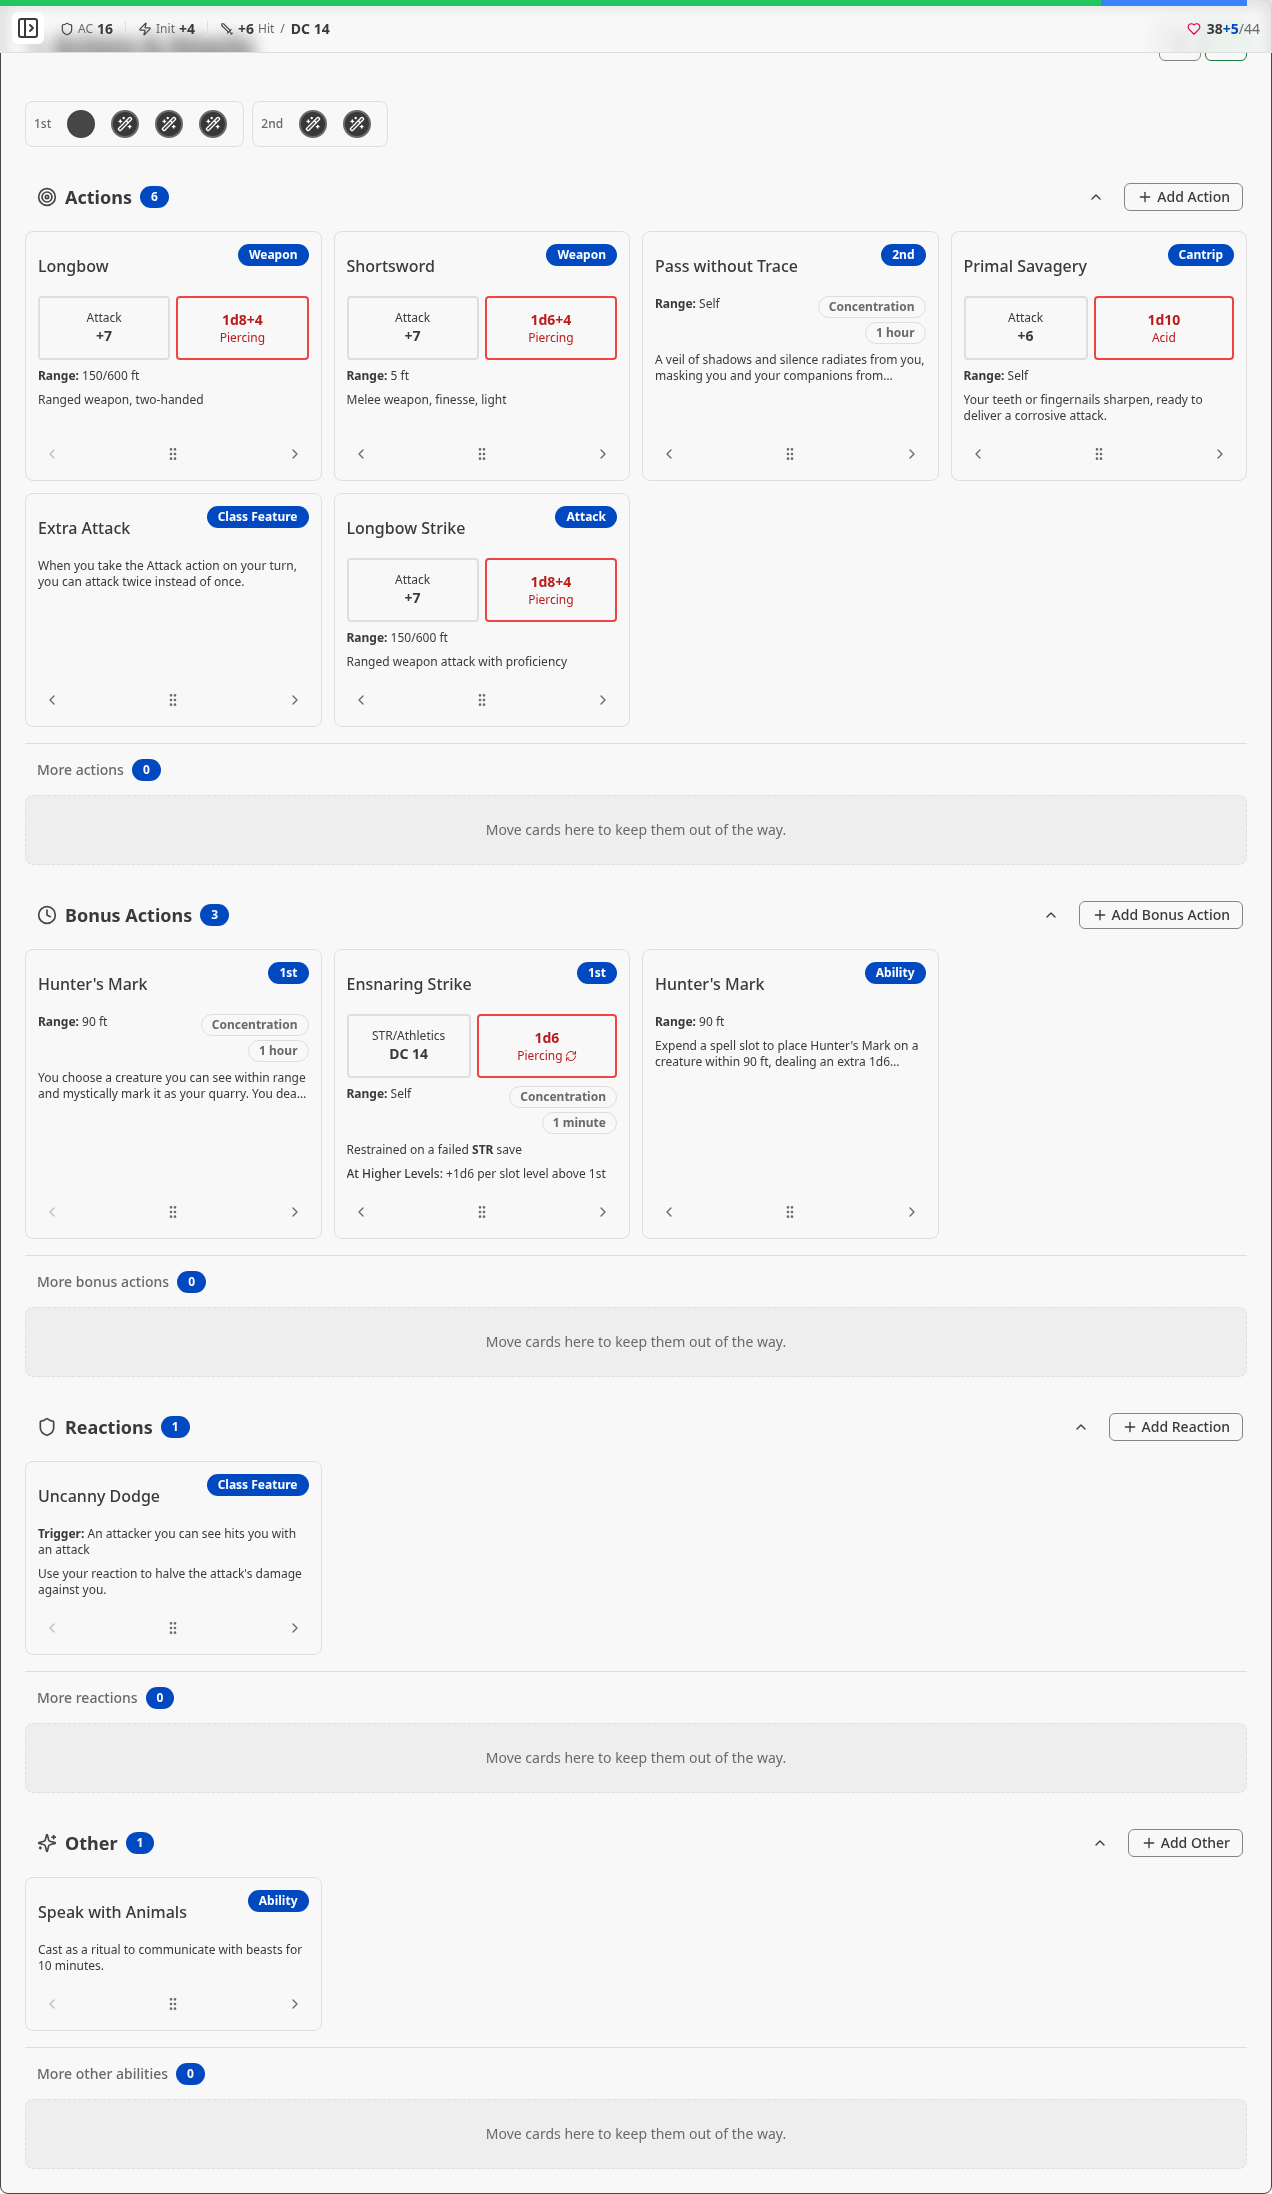 AC 16 Init +4 +6 Hit / DC 14 38+5/44
1st 2nd
Actions 6 Add Action
Longbow Weapon
Attack
+7
1d8+4
Piercing
Range: 150/600 ft
Ranged weapon, two-handed
Shortsword Weapon
Attack
+7
1d6+4
Piercing
Range: 5 ft
Melee weapon, finesse, light
Pass without Trace 2nd
Range: Self Concentration
1 hour
A veil of shadows and silence radiates from you,
masking you and your companions from...
Primal Savagery Cantrip
Attack
+6
1d10
Acid
Range: Self
Your teeth or fingernails sharpen, ready to
deliver a corrosive attack.
Extra Attack Class Feature
When you take the Attack action on your turn,
you can attack twice instead of once.
Longbow Strike Attack
Attack
+7
1d8+4
Piercing
Range: 150/600 ft
Ranged weapon attack with proficiency
More actions 0
Move cards here to keep them out of the way.
Bonus Actions 3 Add Bonus Action
Hunter's Mark 1st
Range: 90 ft Concentration
1 hour
You choose a creature you can see within range
and mystically mark it as your quarry. You dea...
Ensnaring Strike 1st
STR/Athletics
DC 14
1d6
Piercing
Range: Self Concentration
1 minute
Restrained on a failed STR save
At Higher Levels: +1d6 per slot level above 1st
Hunter's Mark Ability
Range: 90 ft
Expend a spell slot to place Hunter's Mark on a
creature within 90 ft, dealing an extra 1d6...
More bonus actions 0
Move cards here to keep them out of the way.
Reactions 1 Add Reaction
Uncanny Dodge Class Feature
Trigger: An attacker you can see hits you with
an attack
Use your reaction to halve the attack's damage
against you.
More reactions 0
Move cards here to keep them out of the way.
Other 1 Add Other
Speak with Animals Ability
Cast as a ritual to communicate with beasts for
10 minutes.
More other abilities 0
Move cards here to keep them out of the way.